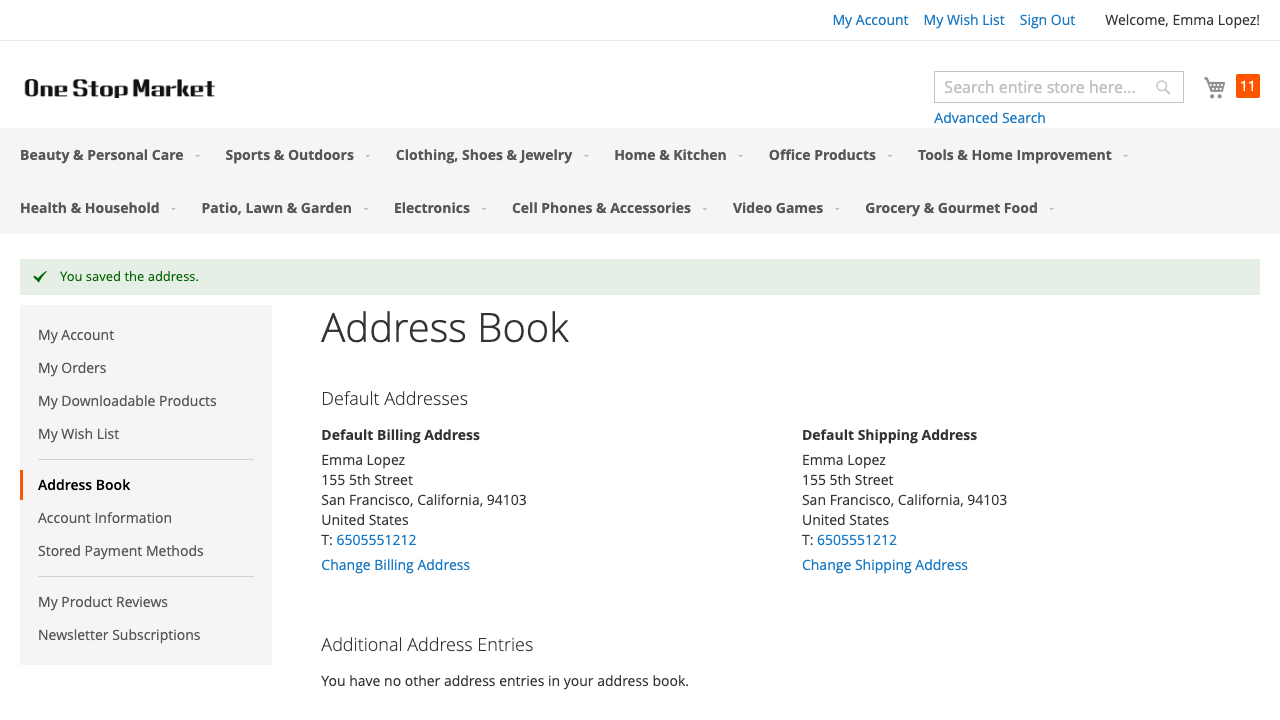 My Account My Wish List Sign Out Welcome, Emma Lopez!
One Stop Market
Search entire store here...
11
Advanced Search
Beauty & Personal Care Sports & Outdoors Clothing, Shoes & Jewelry Home & Kitchen Office Products Tools & Home Improvement
Health & Household Patio, Lawn & Garden Electronics Cell Phones & Accessories Video Games Grocery & Gourmet Food
You saved the address.
My Account
My Orders
My Downloadable Products
My Wish List
Address Book
Account Information
Stored Payment Methods
My Product Reviews
Newsletter Subscriptions
Address Book
Default Addresses
Default Billing Address
Emma Lopez
155 5th Street
San Francisco, California, 94103
United States
T: 6505551212
Change Billing Address
Default Shipping Address
Emma Lopez
155 5th Street
San Francisco, California, 94103
United States
T: 6505551212
Change Shipping Address
Additional Address Entries
You have no other address entries in your address book.